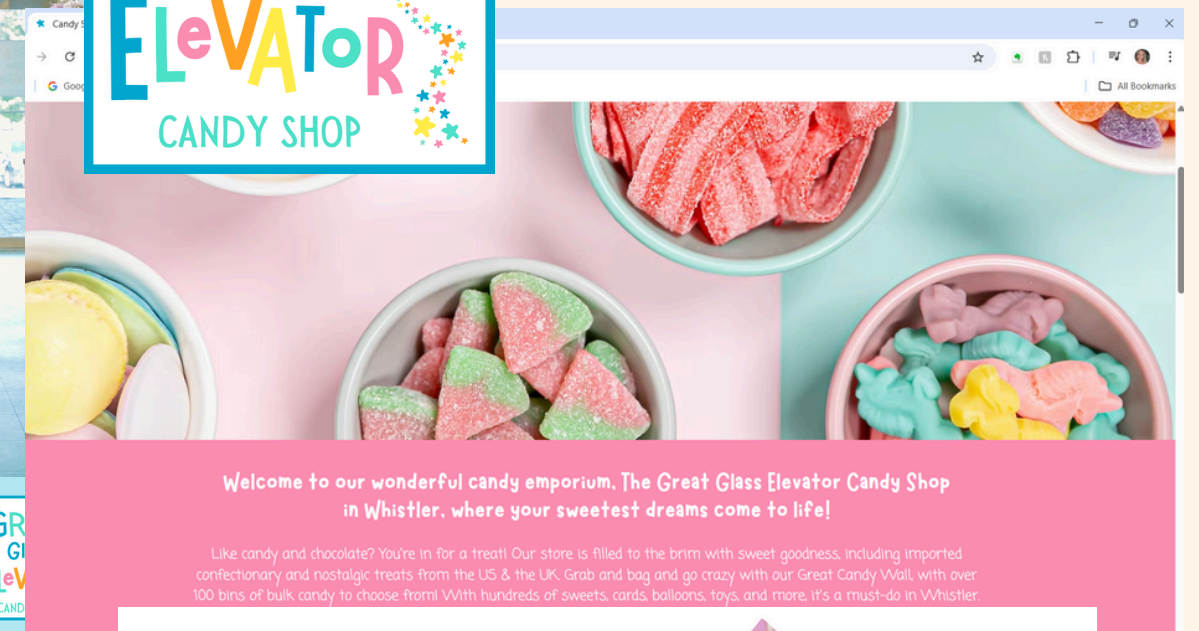 Candy S
ELeVAToR
CANDY SHOP
Goog
All Bookmarks
GR
Gl
eV
CAND
Welcome to our wonderful candy emporium, The Great Glass Elevator Candy Shop
in Whistler, where your sweetest dreams come to life!
Like candy and chocolate? You're in for a treat! Our store is filled to the brim with sweet goodness, including imported
confectionary and nostalgic treats from the US & the UK. Grab and bag and go crazy with our Great Candy Wall, with over
100 bins of bulk candy to choose from! With hundreds of sweets, cards, balloons, toys, and more, it's a must-do in Whistler.